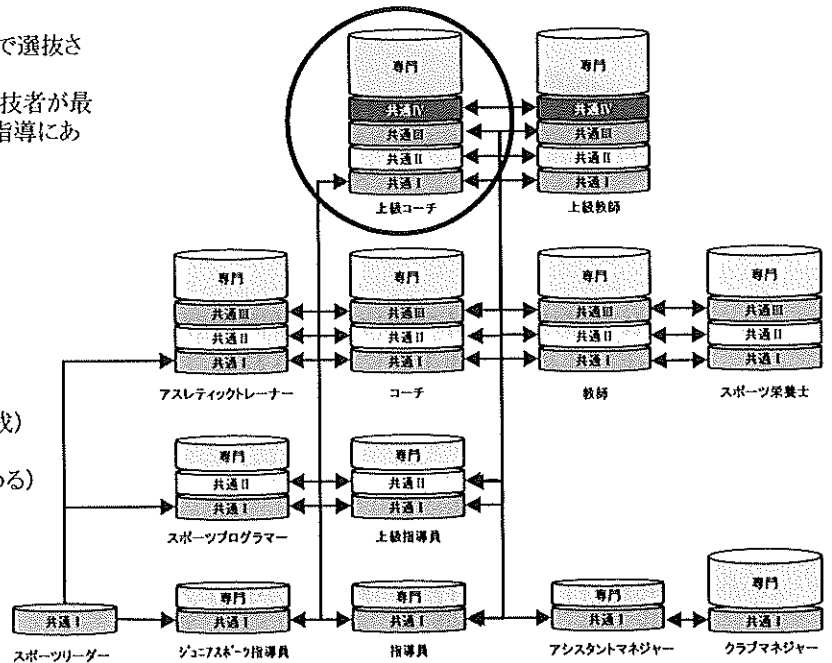 で選抜さ
技者が最
指導にあ
成)
める)
専門
共通Ⅳ
共通Ⅲ
共通Ⅱ
共通Ⅰ
上級コーチ
専門
共通Ⅳ
共通Ⅲ
共通Ⅱ
共通Ⅰ
上級教師
専門
共通Ⅲ
共通Ⅱ
共通Ⅰ
アスレティックトレーナー
専門
共通Ⅲ
共通Ⅱ
共通Ⅰ
コーチ
専門
共通Ⅲ
共通Ⅱ
共通Ⅰ
教師
専門
共通Ⅲ
共通Ⅱ
共通Ⅰ
スポーツ栄養士
専門
共通Ⅱ
共通Ⅰ
スポーツプログラマー
専門
共通Ⅱ
共通Ⅰ
上級指導員
共通Ⅰ
スポーツリーダー
専門
共通Ⅰ
ジュニアスポーツ指導員
専門
共通Ⅰ
指導員
専門
共通Ⅰ
アシスタントマネジャー
専門
共通Ⅰ
クラブマネジャー